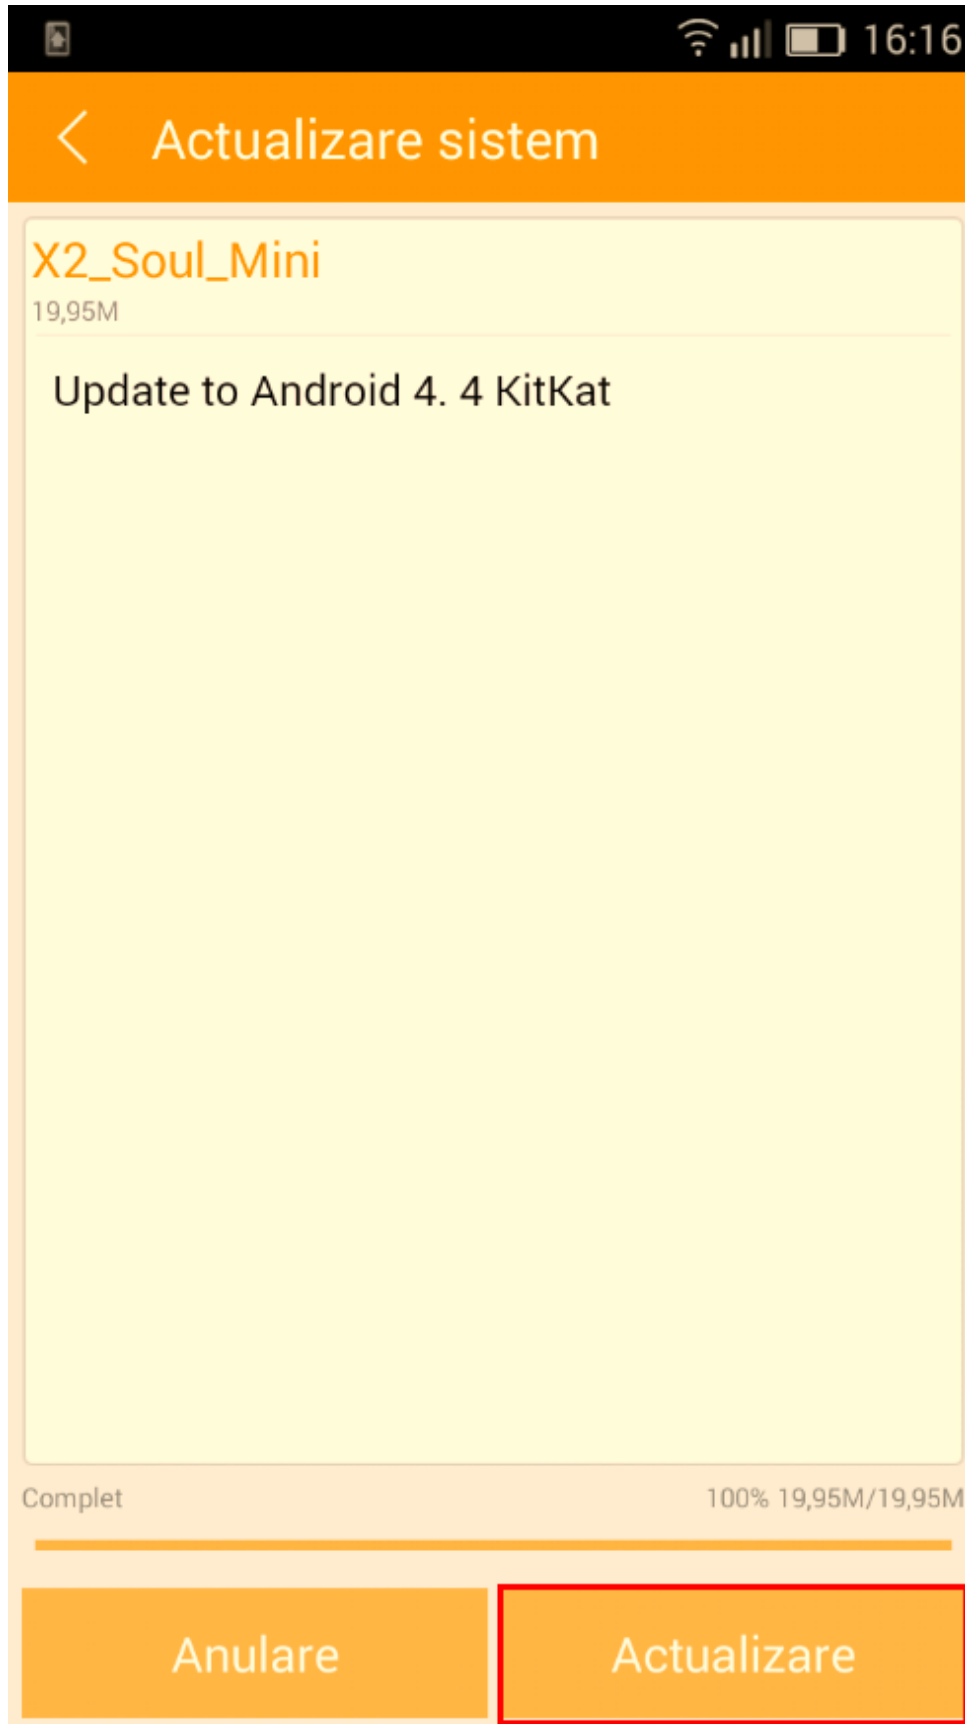 16:16
Actualizare sistem
X2_Soul_Mini
19,95M
Update to Android 4. 4 KitKat
Complet 100% 19,95M/19,95M
Anulare Actualizare